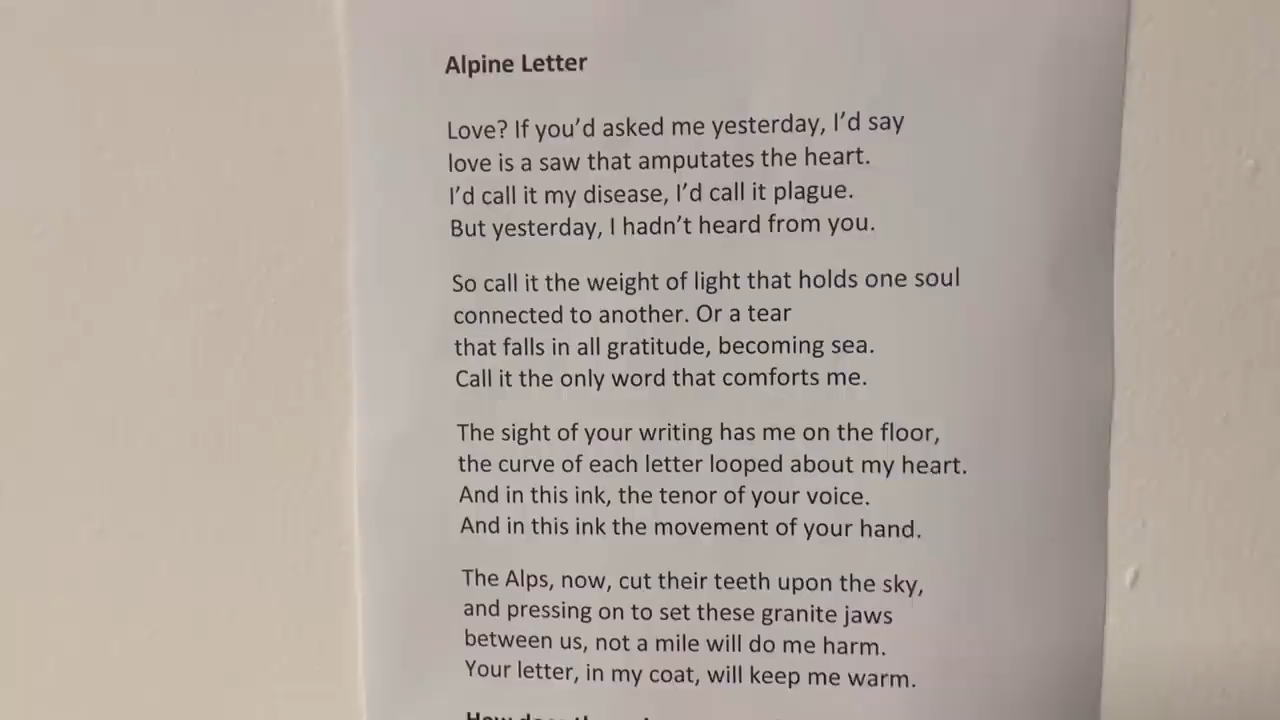 Alpine Letter
Love? If you’d asked me yesterday, I’d say
love is a saw that amputates the heart.
I’d call it my disease, I’d call it plague.
But yesterday, I hadn’t heard from you.
So call it the weight of light that holds one soul
connected to another. Or a tear
that falls in all gratitude, becoming sea.
Call it the only word that comforts me.
The sight of your writing has me on the floor,
the curve of each letter looped about my heart.
And in this ink, the tenor of your voice.
And in this ink the movement of your hand.
The Alps, now, cut their teeth upon the sky,
and pressing on to set these granite jaws
between us, not a mile will do me harm.
Your letter, in my coat, will keep me warm.
How does